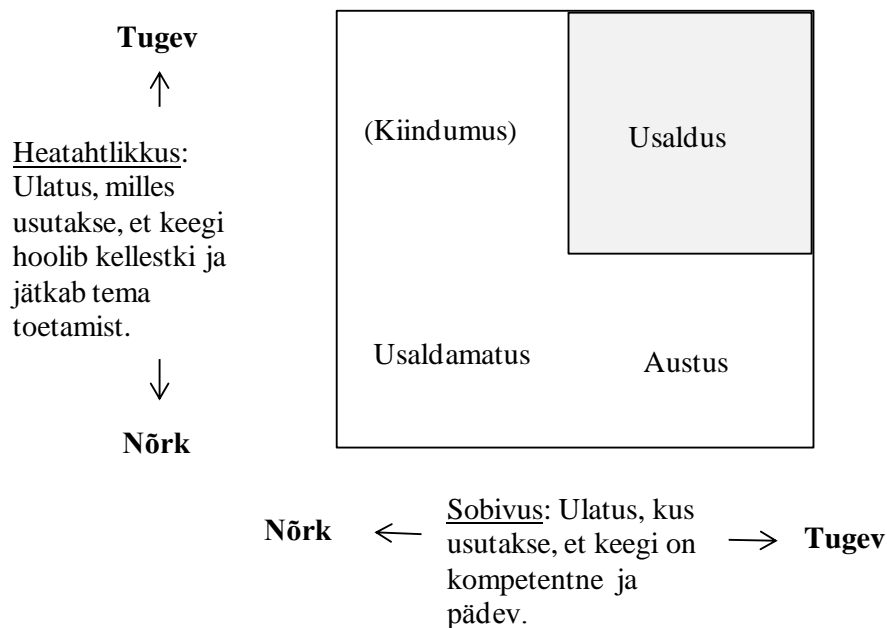 Tugev
(Kiindumus)
Usaldus
Heatahtlikkus:
Ulatus, milles
usutakse, et keegi
hoolib kellestki ja
jätkab tema
toetamist.
Usaldamatus
Austus
Nõrk
Nõrk
Sobivus: Ulatus, kus
usutakse, et keegi on
kompetentne ja
pädev.
Tugev